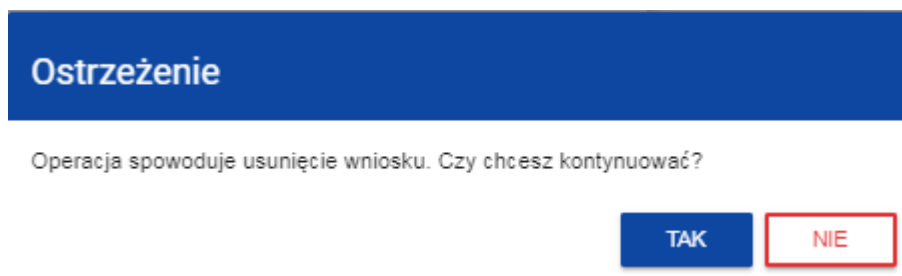 Ostrzeżenie
Operacja spowoduje usunięcie wniosku. Czy chcesz kontynuować?
TAK NIE